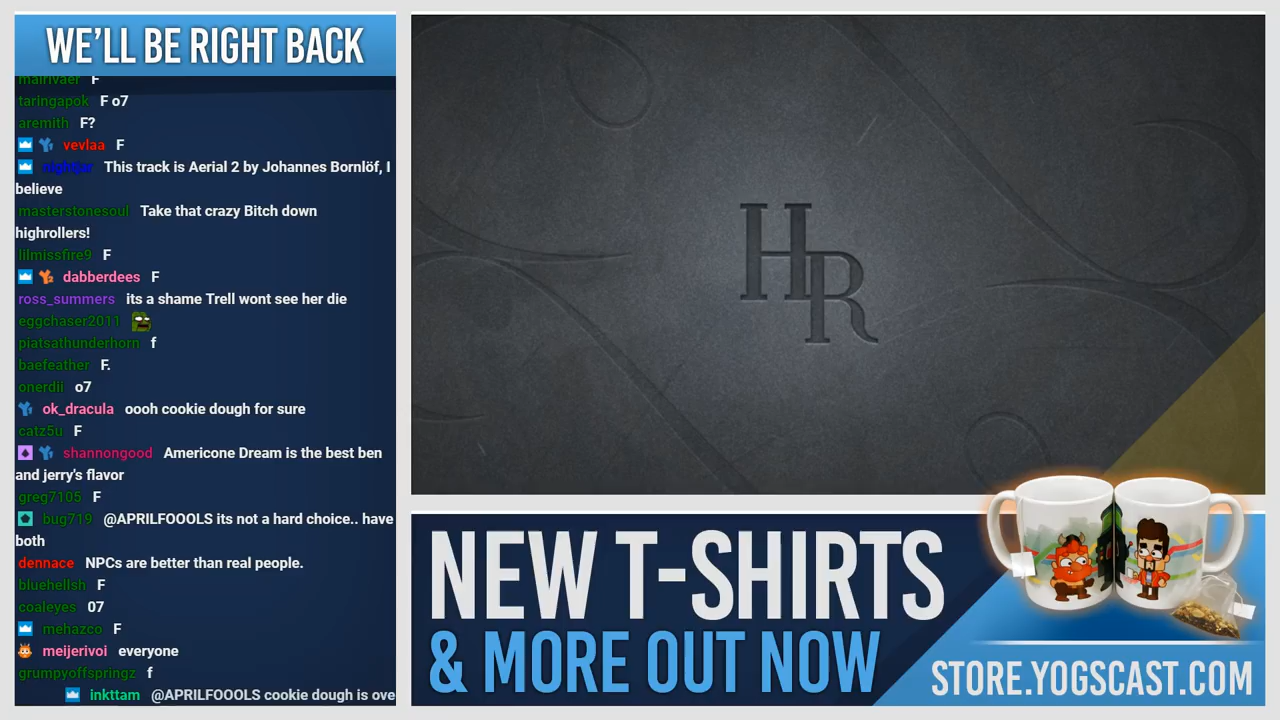 WE'LL BE RIGHT BACK
malrivaer F
taringapok F o7
aremith F?
vevlaa F
nightjar This track is Aerial 2 by Johannes Bornlöf, I
believe
masterstonesoul Take that crazy Bitch down
highrollers!
lilmissfire9 F
dabberdees F
ross_summers its a shame Trell wont see her die
eggchaser2011
piatsathunderhorn f
baefeather F.
onerdii o7
ok_dracula oooh cookie dough for sure
catz5u F
shannongood Americone Dream is the best ben
and jerry's flavor
greg7105 F
bug719 @APRILFOOOLS its not a hard choice.. have
both
dennace NPCs are better than real people.
bluehellsh F
coaleyes 07
mehazco F
meijerivoi everyone
grumpyoffspringz f
inkttam @APRILFOOOLS cookie dough is ove
HR
NEW T-SHIRTS
& MORE OUT NOW
STORE.YOGSCAST.COM